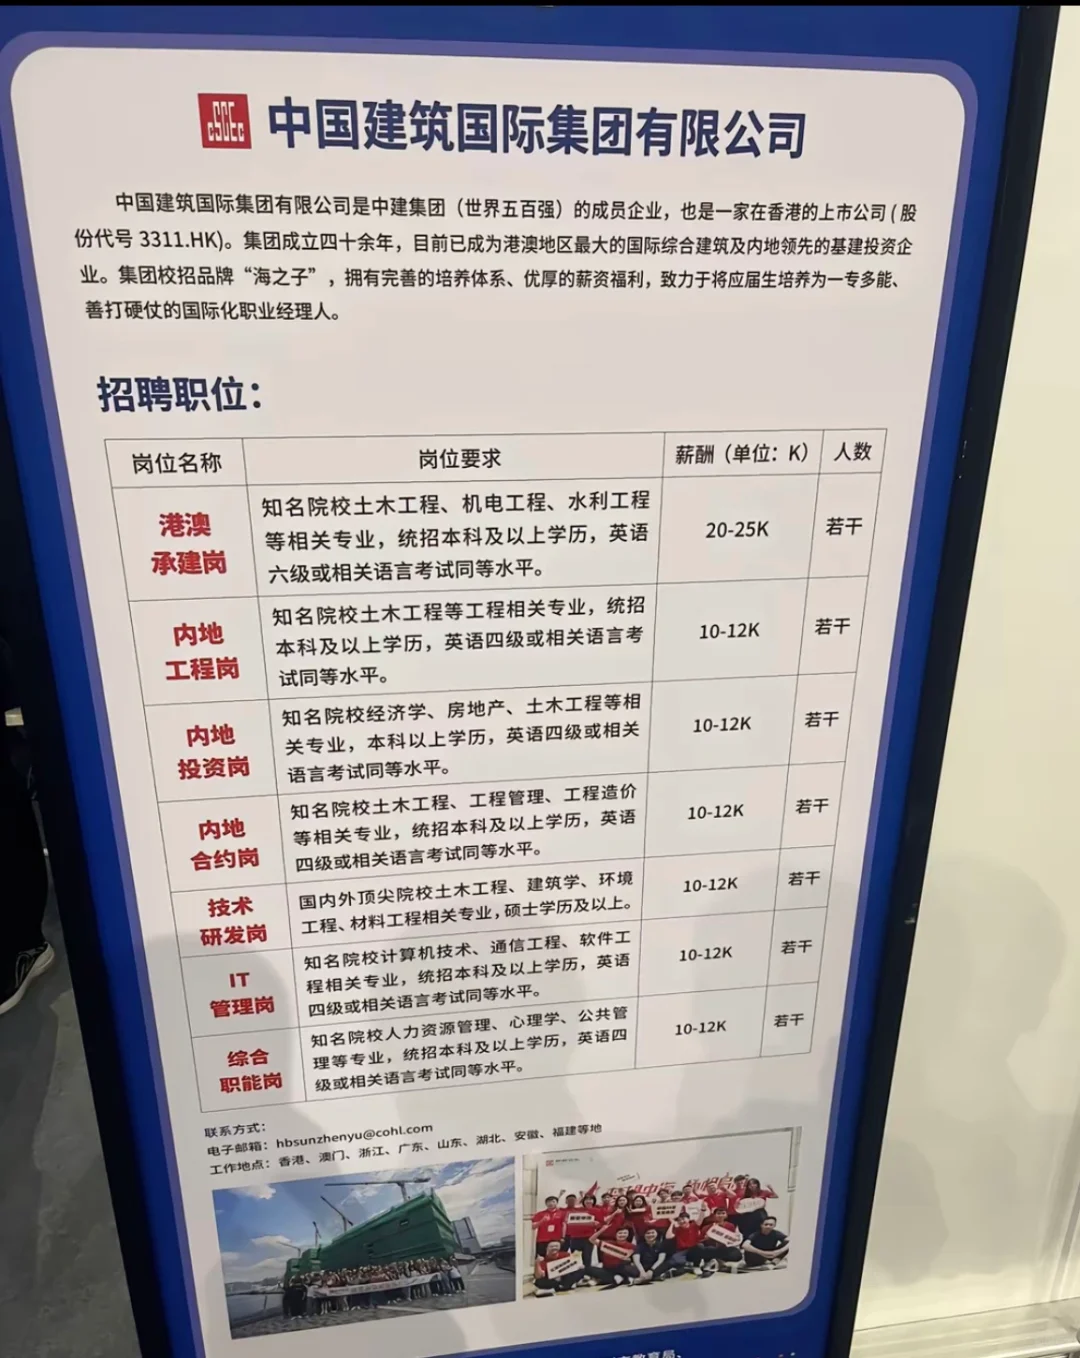 CSCEC
中国建筑国际集团有限公司
中国建筑国际集团有限公司是中建集团（世界五百强）的成员企业，也是一家在香港的上市公司 ( 股
份代号 3311.HK)。集团成立四十余年，目前已成为港澳地区最大的国际综合建筑及内地领先的基建投资企
业。集团校招品牌“海之子”，拥有完善的培养体系、优厚的薪资福利，致力于将应届生培养为一专多能、
善打硬仗的国际化职业经理人。
招聘职位：
岗位名称 岗位要求 薪酬（单位：K） 人数
港澳
承建岗
知名院校土木工程、机电工程、水利工程
等相关专业，统招本科及以上学历，英语
六级或相关语言考试同等水平。
20-25K
若干
内地
工程岗
知名院校土木工程等工程相关专业，统招
本科及以上学历，英语四级或相关语言考
试同等水平。
10-12K
若干
内地
投资岗
知名院校经济学、房地产、土木工程等相
关专业，本科以上学历，英语四级或相关
语言考试同等水平。
10-12K
若干
内地
合约岗
知名院校土木工程、工程管理、工程造价
等相关专业，统招本科及以上学历，英语
四级或相关语言考试同等水平。
10-12K
若干
技术
研发岗
国内外顶尖院校土木工程、建筑学、环境
工程、材料工程相关专业，硕士学历及以上。
10-12K
若干
IT
管理岗
知名院校计算机技术、通信工程、软件工
程相关专业，统招本科及以上学历，英语
四级或相关语言考试同等水平。
10-12K
若干
综合
职能岗
知名院校人力资源管理、心理学、公共管
理等专业，统招本科及以上学历，英语四
级或相关语言考试同等水平。
10-12K
若干
联系方式：
电子邮箱：hbsunzhenyu@cohl.com
工作地点：香港、澳门、浙江、广东、山东、湖北、安徽、福建等地
教育局、